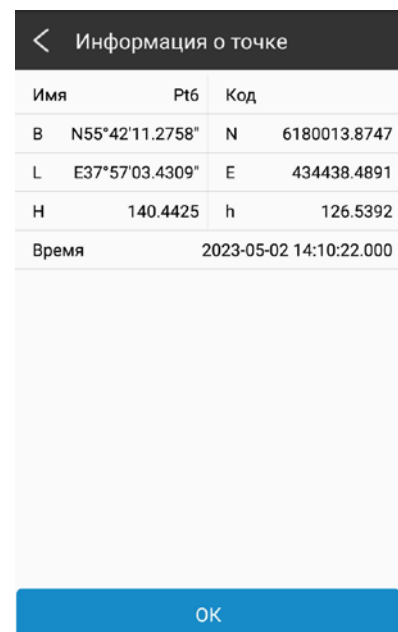 Информация о точке
Имя Pt6 Код
B N55°42'11.2758" N 6180013.8747
L E37°57'03.4309" E 434438.4891
H 140.4425 h 126.5392
Время 2023-05-02 14:10:22.000
OK